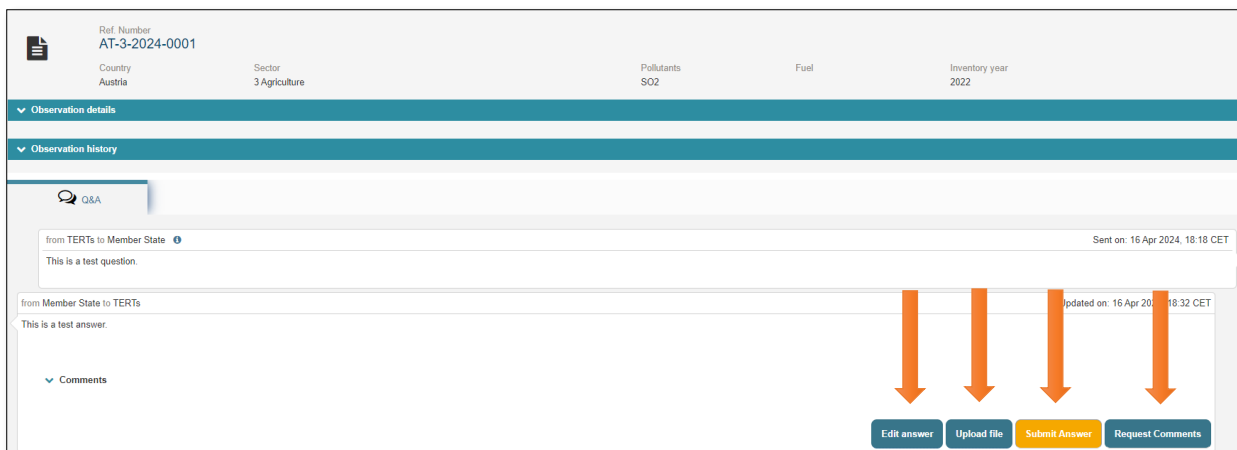 Ref. Number
AT-3-2024-0001
Country Sector Pollutants Fuel Inventory year
Austria 3 Agriculture SO2 2022
Observation details
Observation history
Q&A
from TERTs to Member State Sent on: 16 Apr 2024, 18:18 CET
This is a test question.
from Member State to TERTs Updated on: 16 Apr 18:32 CET
This is a test answer.
Comments
Edit answer Upload file Submit Answer Request Comments